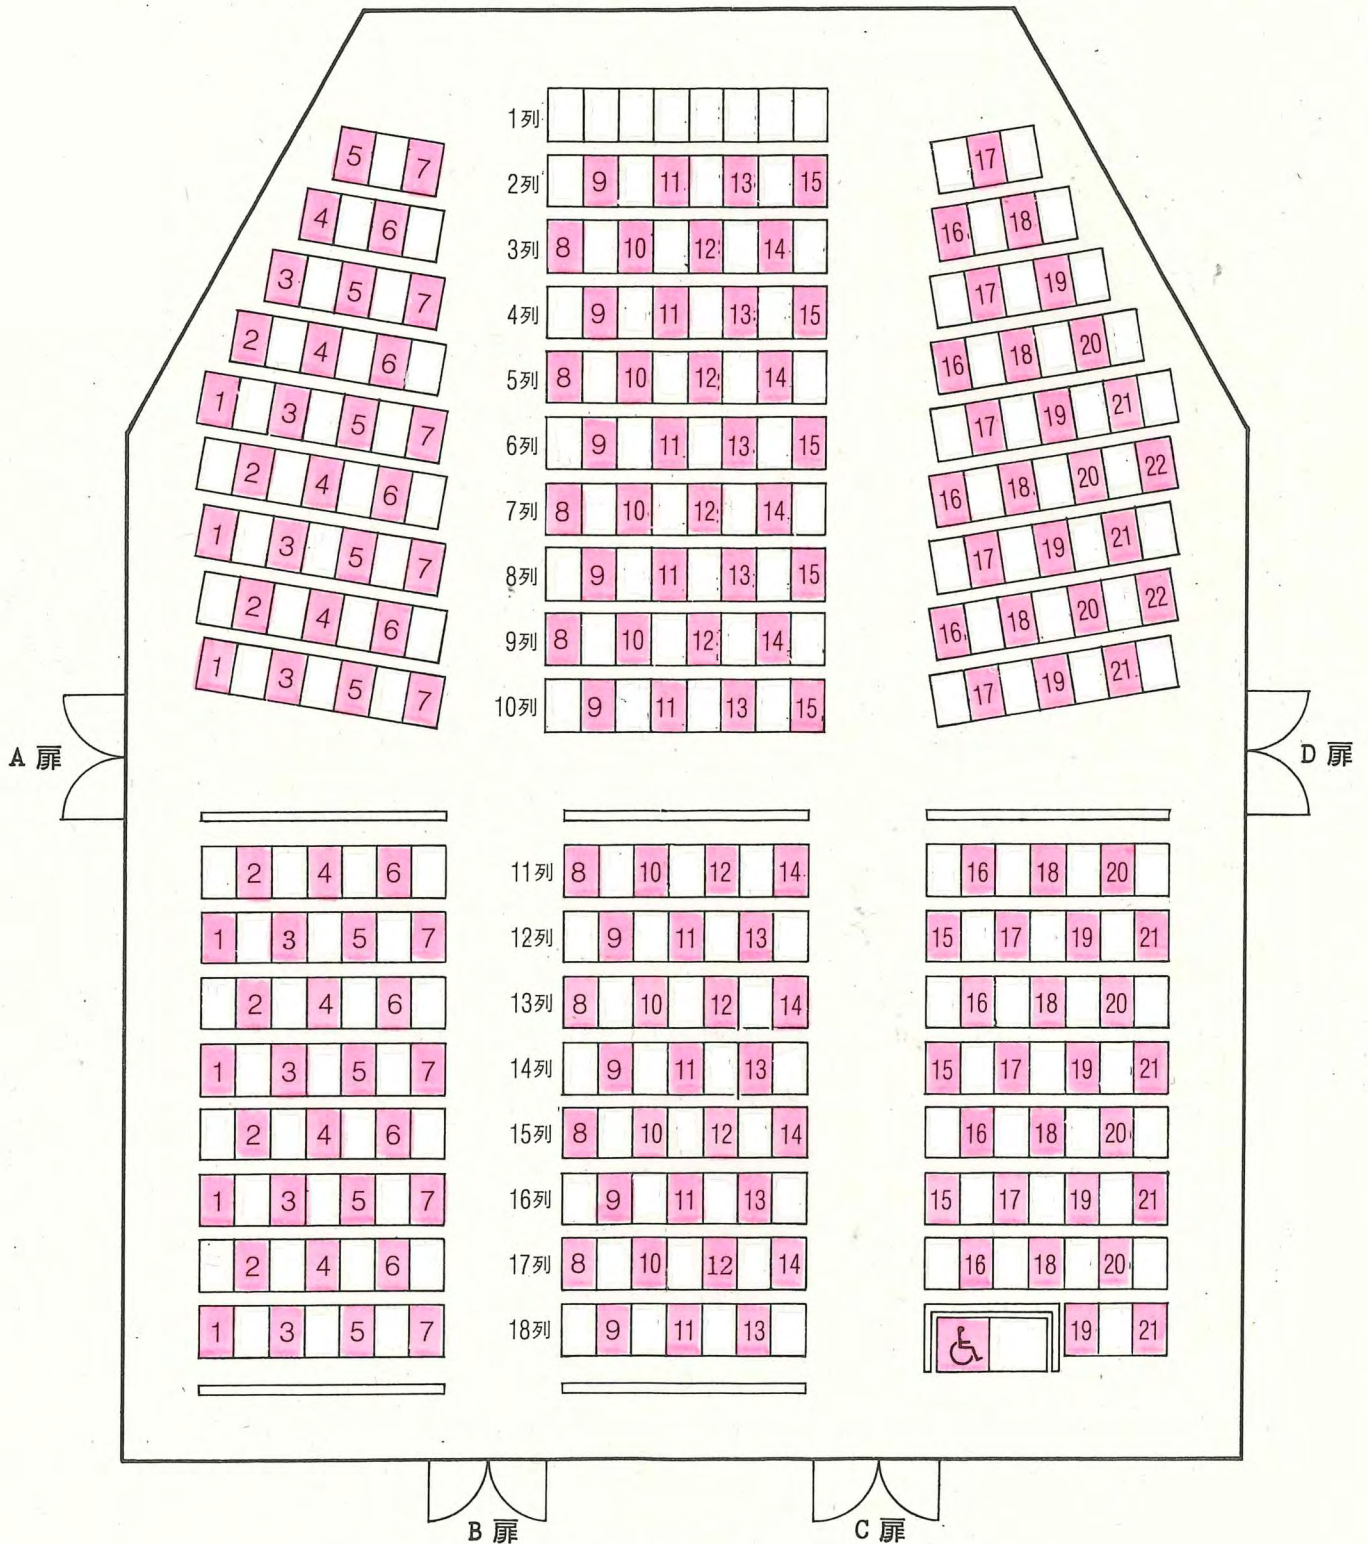 1列
5 7 2列 9 11 13 15 17
4 6 3列 8 10 12 14 16 18
3 5 7 4列 9 11 13 15 17 19
2 4 6 5列 8 10 12 14 16 18 20
1 3 5 7 6列 9 11 13 15 17 19 21
2 4 6 7列 8 10 12 14 16 18 20 22
1 3 5 7 8列 9 11 13 15 17 19 21
2 4 6 9列 8 10 12 14 16 18 20 22
1 3 5 7 10列 9 11 13 15 17 19 21
A 扉
D 扉
2 4 6 11列 8 10 12 14 16 18 20
1 3 5 7 12列 9 11 13 15 17 19 21
2 4 6 13列 8 10 12 14 16 18 20
1 3 5 7 14列 9 11 13 15 17 19 21
2 4 6 15列 8 10 12 14 16 18 20
1 3 5 7 16列 9 11 13 15 17 19 21
2 4 6 17列 8 10 12 14 16 18 20
1 3 5 7 18列 9 11 13 19 21
B 扉
C 扉